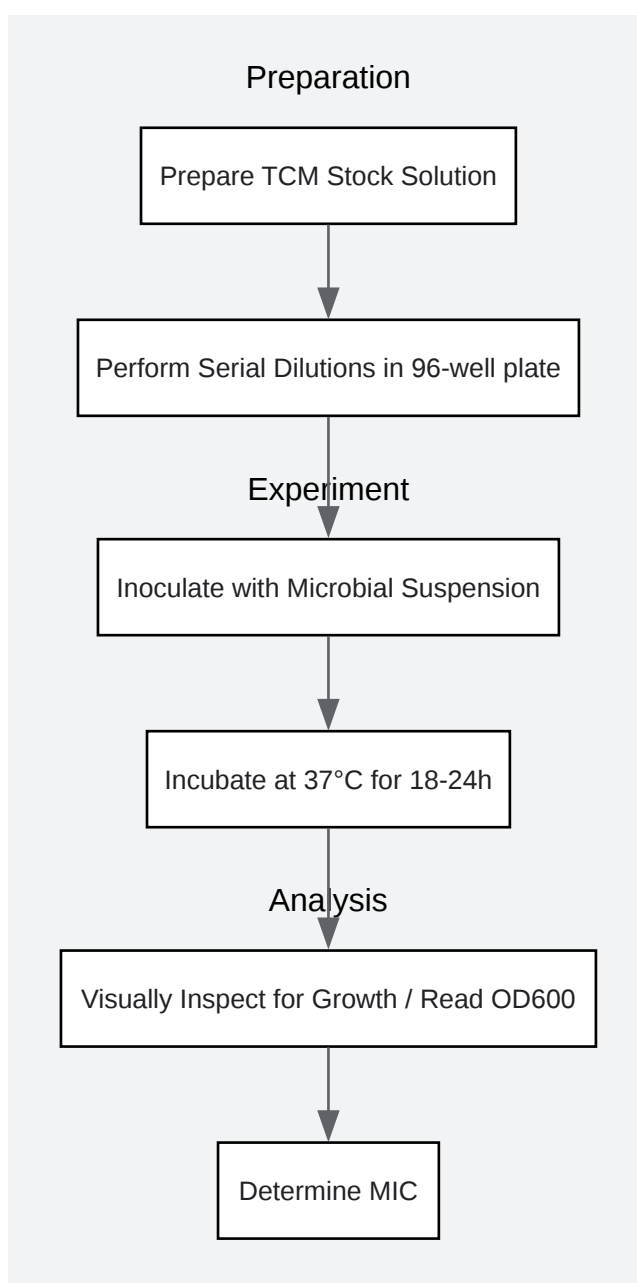 Preparation
Prepare TCM Stock Solution
Perform Serial Dilutions in 96-well plate
Experiment
Inoculate with Microbial Suspension
Incubate at 37°C for 18-24h
Analysis
Visually Inspect for Growth / Read OD600
Determine MIC